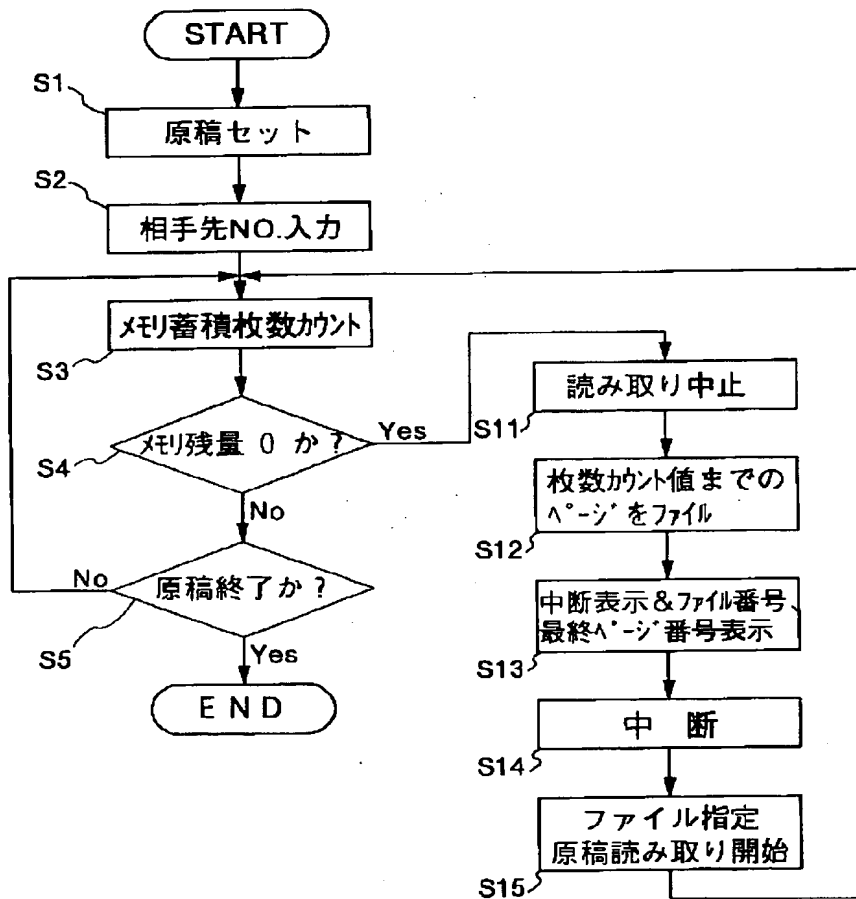 START
S1
原稿セット
S2
相手先NO.入力
メモリ蓄積枚数カウント
S3
メモリ残量 0 か?
Yes
S4
No
原稿終了か?
No
S5
Yes
END
読み取り中止
S11
枚数カウント値までの
ページをファイル
S12
中断表示&ファイル番号、
最終ページ番号表示
S13
中 断
S14
ファイル指定
原稿読み取り開始
S15